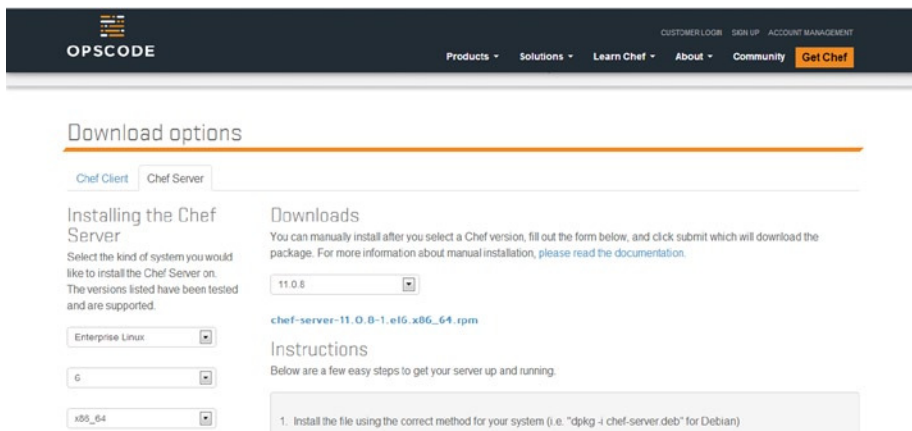 OPSCODE
CUSTOMER LOGIN SIGN UP ACCOUNT MANAGEMENT
Products Solutions Learn Chef About Community Get Chef
Download options
Chef Client Chef Server
Installing the Chef
Server
Select the kind of system you would
like to install the Chef Server on.
The versions listed have been tested
and are supported.
Enterprise Linux
6
x86_64
Downloads
You can manually install after you select a Chef version, fill out the form below, and click submit which will download the
package. For more information about manual installation, please read the documentation.
11.0.8
chef-server-11.0.8-1.el6.x86_64.rpm
Instructions
Below are a few easy steps to get your server up and running.
1. Install the file using the correct method for your system (i.e. "dpkg -i chef-server.deb" for Debian)